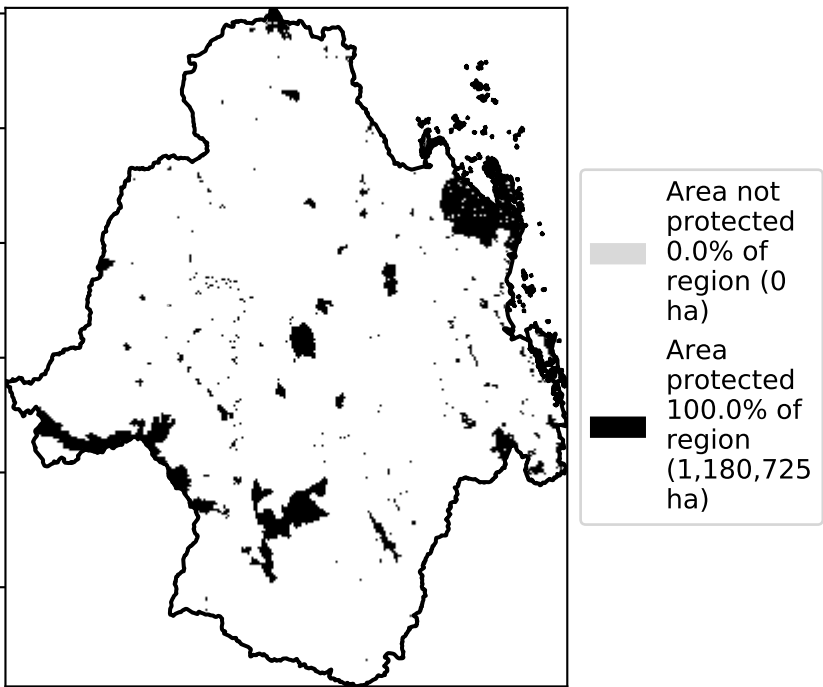 Area not
protected
0.0% of
region (0
ha)
Area
protected
100.0% of
region
(1,180,725
ha)